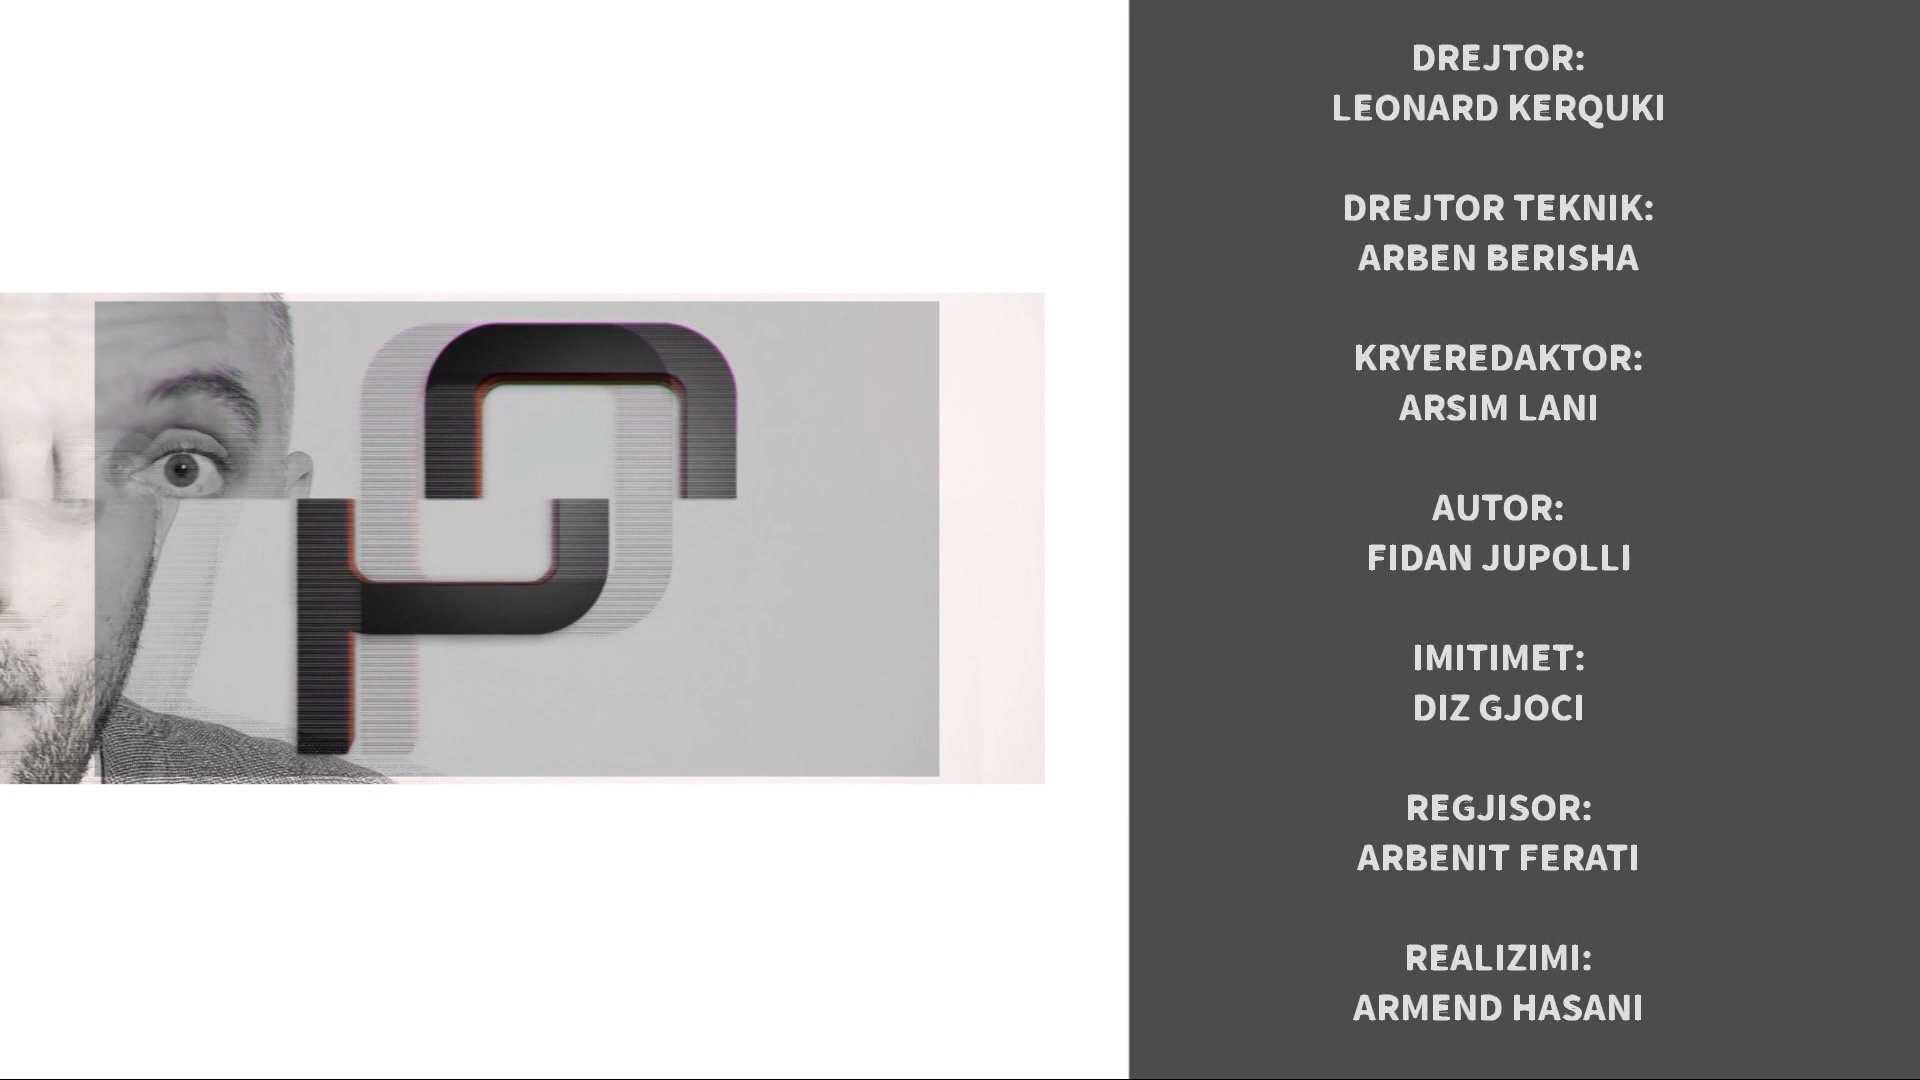 DREJTOR:
LEONARD KERQUKI
DREJTOR TEKNIK:
ARBEN BERISHA
KRYEREDAKTOR:
ARSIM LANI
AUTOR:
FIDAN JUPOLLI
IMITIMET:
DIZ GJOCI
REGJISOR:
ARBENIT FERATI
REALIZIMI:
ARMEND HASANI